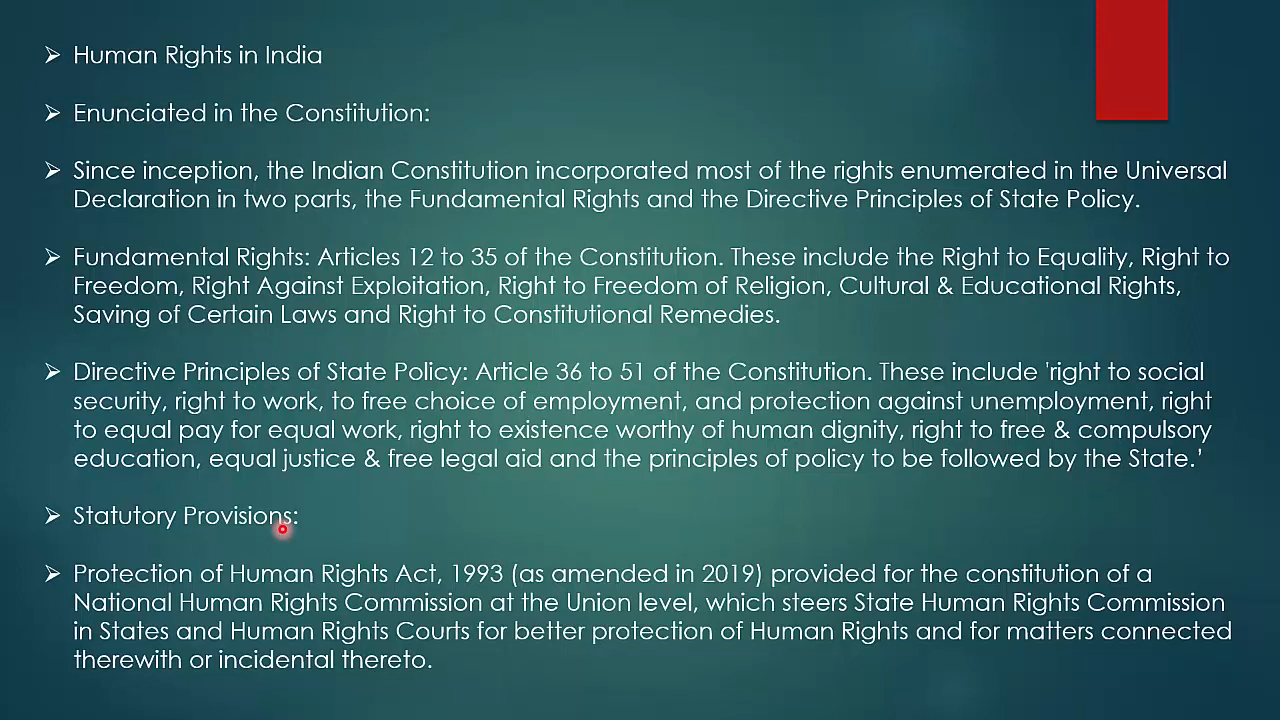 ➢ Human Rights in India
➢ Enunciated in the Constitution:
➢ Since inception, the Indian Constitution incorporated most of the rights enumerated in the Universal
Declaration in two parts, the Fundamental Rights and the Directive Principles of State Policy.
➢ Fundamental Rights: Articles 12 to 35 of the Constitution. These include the Right to Equality, Right to
Freedom, Right Against Exploitation, Right to Freedom of Religion, Cultural & Educational Rights,
Saving of Certain Laws and Right to Constitutional Remedies.
➢ Directive Principles of State Policy: Article 36 to 51 of the Constitution. These include 'right to social
security, right to work, to free choice of employment, and protection against unemployment, right
to equal pay for equal work, right to existence worthy of human dignity, right to free & compulsory
education, equal justice & free legal aid and the principles of policy to be followed by the State.'
➢ Statutory Provisions:
➢ Protection of Human Rights Act, 1993 (as amended in 2019) provided for the constitution of a
National Human Rights Commission at the Union level, which steers State Human Rights Commission
in States and Human Rights Courts for better protection of Human Rights and for matters connected
therewith or incidental thereto.